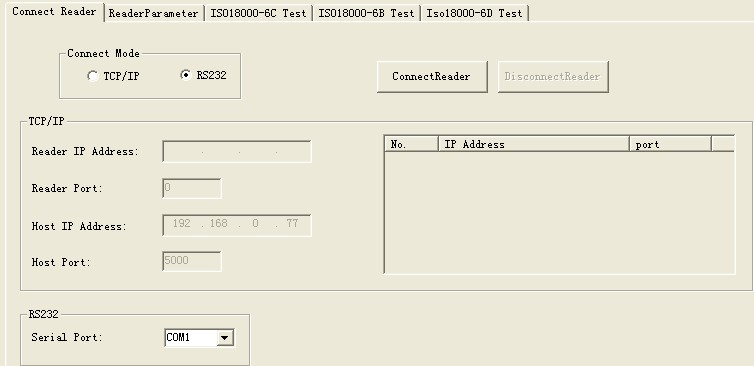 Connect Reader ReaderParameter ISO18000-6C Test ISO18000-6B Test Iso18000-6D Test
Connect Mode
TCP/IP RS232
ConnectReader DisconnectReader
TCP/IP
Reader IP Address: . . .
No. IP Address port
Reader Port: 0
Host IP Address: 192 .168 . 0 . 77
Host Port: 5000
RS232
Serial Port: COM1